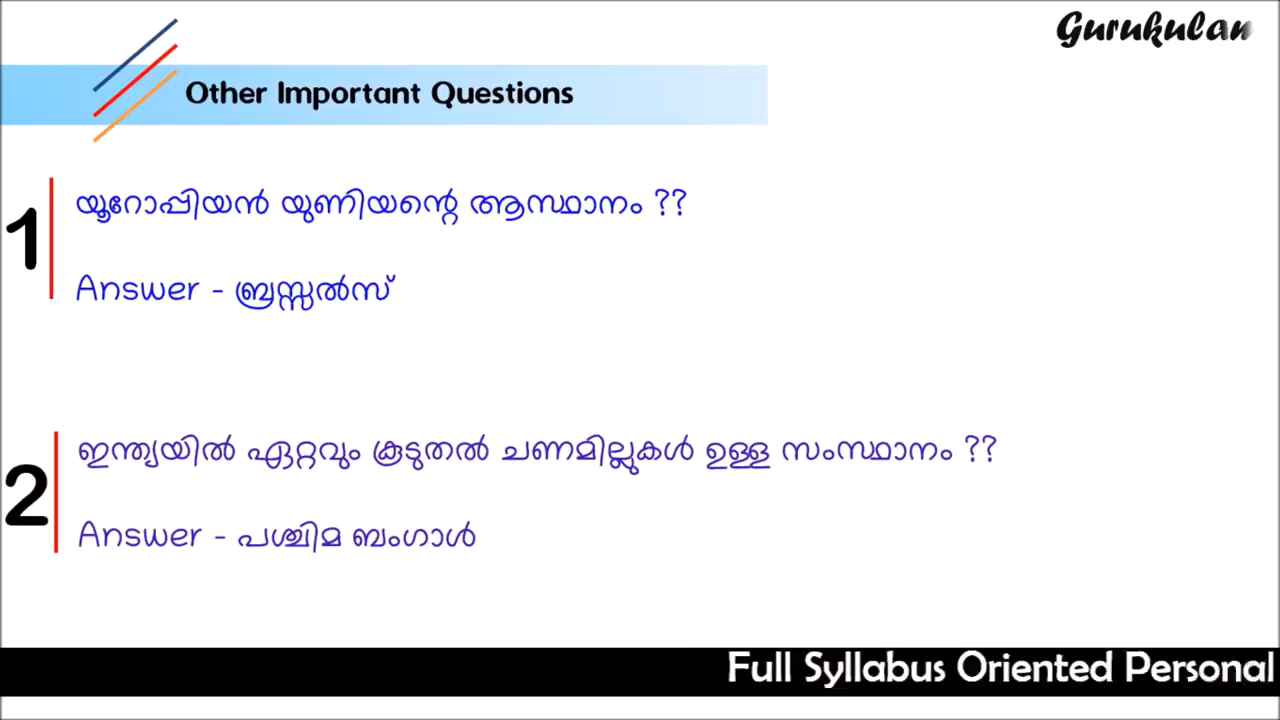 Gurukulam
Other Important Questions
1
യൂറോപ്പിയൻ യുണിയന്റെ ആസ്ഥാനം ??
Answer - ബ്രസ്സൽസ്
2
ഇന്ത്യയിൽ ഏറ്റവും കൂടുതൽ ചണമില്ലുകൾ ഉള്ള സംസ്ഥാനം ??
Answer - പശ്ചിമ ബംഗാൾ
Full Syllabus Oriented Personal